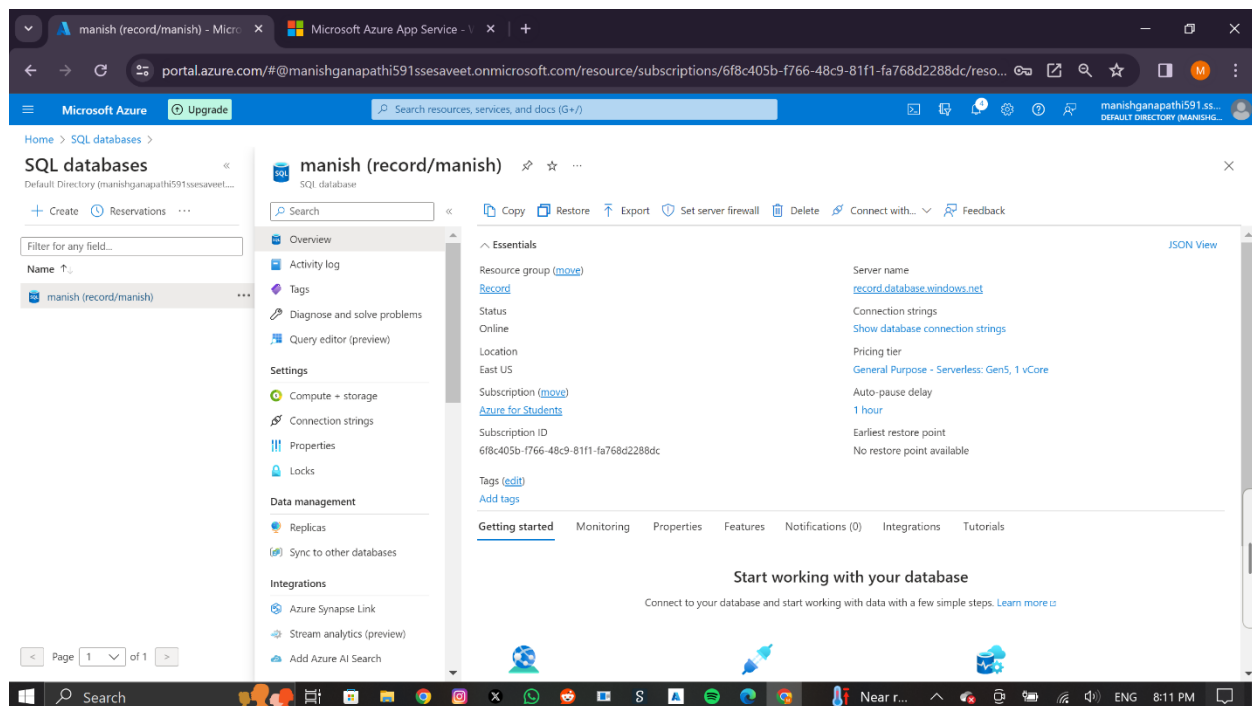 manish (record/manish) - Micro
Microsoft Azure App Service - V
portal.azure.com/#@manishganapathi591ssesaveet.onmicrosoft.com/resource/subscriptions/6f8c405b-f766-48c9-81f1-fa768d2288dc/reso...
M
Microsoft Azure
Upgrade
Search resources, services, and docs (G+/)
4
manishganapathi591.ss...
DEFAULT DIRECTORY (MANISHG...
Home > SQL databases >
SQL databases
Default Directory (manishganapathi591ssesaveet....
+ Create
Reservations
...
Filter for any field...
Name ↑↓
manish (record/manish)
...
Page 1 of 1
manish (record/manish)
...
SQL database
Search
Overview
Activity log
Tags
Diagnose and solve problems
Query editor (preview)
Settings
Compute + storage
Connection strings
Properties
Locks
Data management
Replicas
Sync to other databases
Integrations
Azure Synapse Link
Stream analytics (preview)
Add Azure AI Search
Copy
Restore
Export
Set server firewall
Delete
Connect with...
Feedback
Essentials
JSON View
Resource group (move)
Record
Status
Online
Location
East US
Subscription (move)
Azure for Students
Subscription ID
6f8c405b-f766-48c9-81f1-fa768d2288dc
Tags (edit)
Add tags
Server name
record.database.windows.net
Connection strings
Show database connection strings
Pricing tier
General Purpose - Serverless: Gen5, 1 vCore
Auto-pause delay
1 hour
Earliest restore point
No restore point available
Getting started
Monitoring
Properties
Features
Notifications (0)
Integrations
Tutorials
Start working with your database
Connect to your database and start working with data with a few simple steps. Learn more
Search
Near r...
ENG
8:11 PM